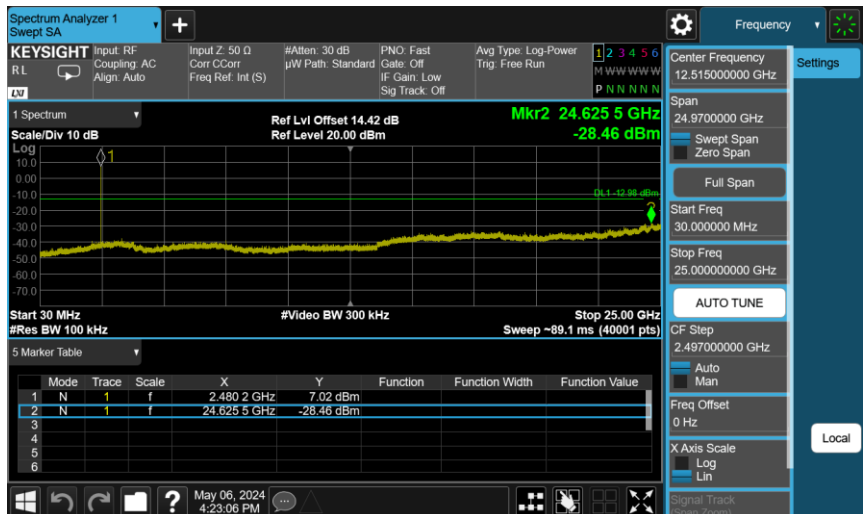 Spectrum Analyzer 1
Swept SA
+
Frequency
KEYSIGHT
RL
LXI
Input: RF
Coupling: AC
Align: Auto
Input Z: 50 Ω
Corr CCorr
Freq Ref: Int (S)
#Atten: 30 dB
µW Path: Standard
PNO: Fast
Gate: Off
IF Gain: Low
Sig Track: Off
Avg Type: Log-Power
Trig: Free Run
1 2 3 4 5 6
M W W W W W
P N N N N N
1 Spectrum
Scale/Div 10 dB
Ref Lvl Offset 14.42 dB
Ref Level 20.00 dBm
Mkr2 24.625 5 GHz
-28.46 dBm
Log
10.0
0.00
-10.0
-20.0
-30.0
-40.0
-50.0
-60.0
-70.0
1
DL1 -12.98 dBm
2
Start 30 MHz
#Res BW 100 kHz
#Video BW 300 kHz
Stop 25.00 GHz
Sweep ~89.1 ms (40001 pts)
5 Marker Table
Mode Trace Scale X Y Function Function Width Function Value
1 N 1 f 2.480 2 GHz 7.02 dBm
2 N 1 f 24.625 5 GHz -28.46 dBm
3
4
5
6
?
May 06, 2024
4:23:06 PM
Center Frequency
12.515000000 GHz
Span
24.9700000 GHz
Swept Span
Zero Span
Full Span
Start Freq
30.000000 MHz
Stop Freq
25.000000000 GHz
AUTO TUNE
CF Step
2.497000000 GHz
Auto
Man
Freq Offset
0 Hz
X Axis Scale
Log
Lin
Signal Track
(Span Zoom)
Settings
Local